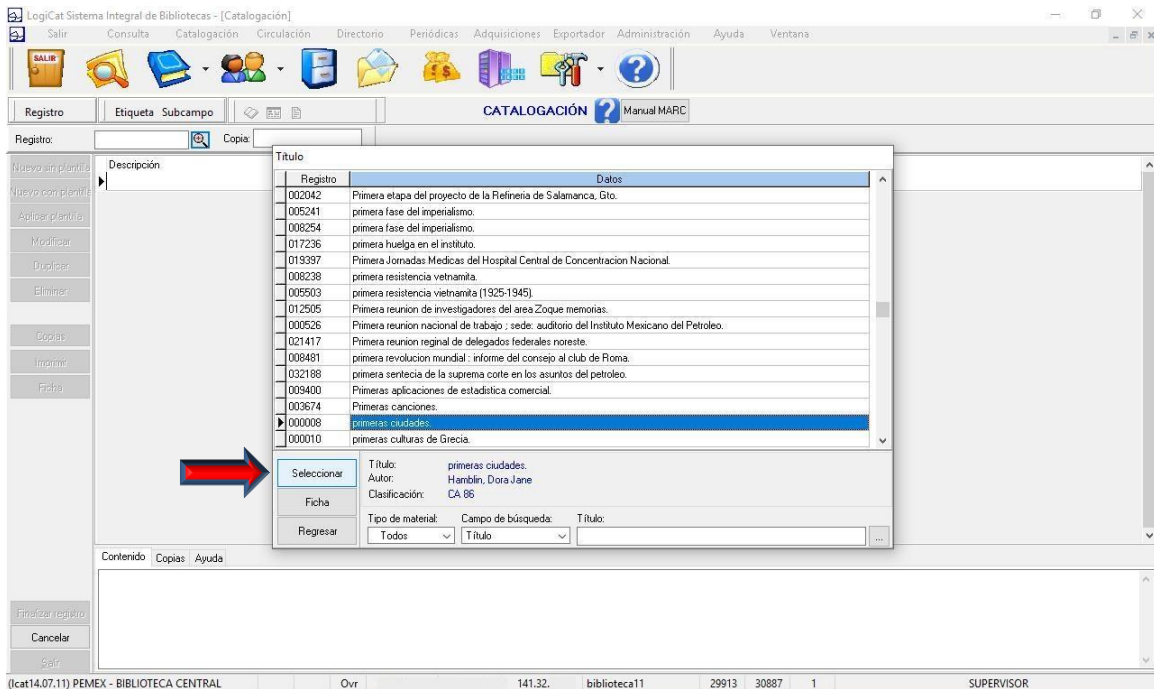 LogiCat Sistema Integral de Bibliotecas - [Catalogación]
Salir Consulta Catalogación Circulación Directorio Periódicas Adquisiciones Exportador Administración Ayuda Ventana
SALIR
Registro Etiqueta Subcampo CATALOGACIÓN Manual MARC
Registro: Copia:
Nuevo sin plantilla
Nuevo con plantilla
Aplicar plantilla
Modificar
Duplicar
Eliminar
Copias
Imprimir
Ficha
Descripción
Título
Registro Datos
002042 Primera etapa del proyecto de la Refineria de Salamanca, Gto.
005241 primera fase del imperialismo.
008254 primera fase del imperialismo.
017236 primera huelga en el instituto.
019397 Primera Jornadas Medicas del Hospital Central de Concentracion Nacional.
008238 primera resistencia vetnamita.
005503 primera resistencia vietnamita (1925-1945).
012505 Primera reunion de investigadores del area Zoque memorias.
000526 Primera reunion nacional de trabajo ; sede: auditorio del Instituto Mexicano del Petroleo.
021417 Primera reunion reginal de delegados federales noreste.
008481 primera revolucion mundial : informe del consejo al club de Roma.
032188 primera sentecia de la suprema corte en los asuntos del petroleo.
009400 Primeras aplicaciones de estadistica comercial.
003674 Primeras canciones.
000008 primeras ciudades.
000010 primeras culturas de Grecia.
Seleccionar
Ficha
Regresar
Título: primeras ciudades.
Autor: Hamblin, Dora Jane
Clasificación: CA 86
Tipo de material: Campo de búsqueda: Título:
Todos Título ...
Contenido Copias Ayuda
Finalizar registro
Cancelar
Salir
(lcat14.07.11) PEMEX - BIBLIOTECA CENTRAL Ovr 141.32. biblioteca11 29913 30887 1 SUPERVISOR